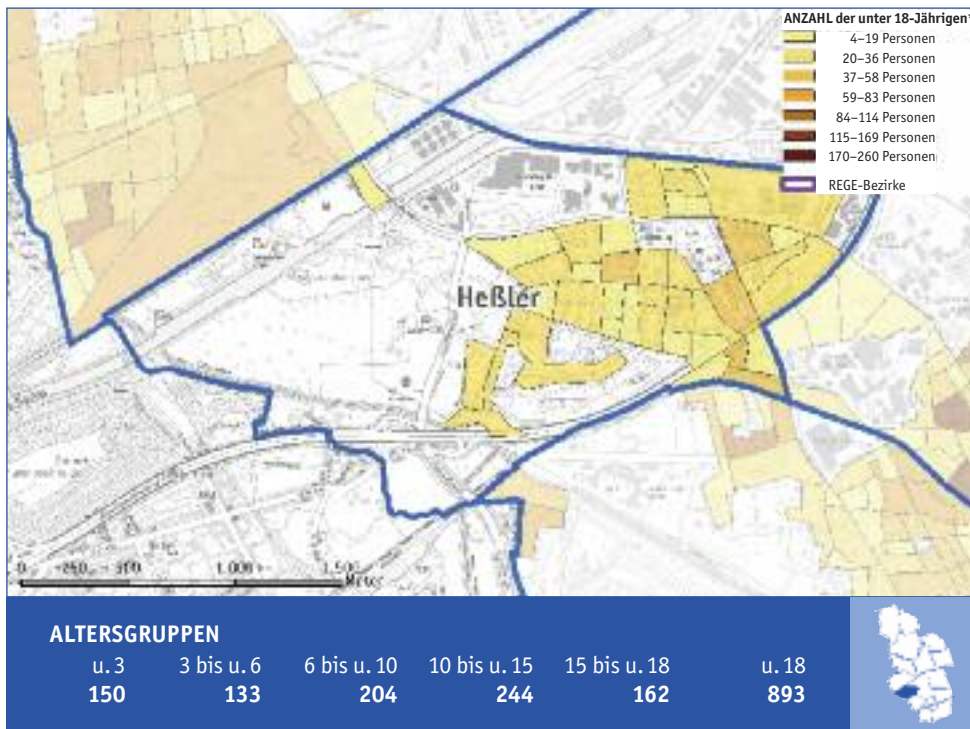 ANZAHL der unter 18-Jährigen*
4–19 Personen
20–36 Personen
37–58 Personen
59–83 Personen
84–114 Personen
115–169 Personen
170–260 Personen
REGE-Bezirke
Heßler
0 250 500 1.000 1.500
Meter
ALTERSGRUPPEN
u. 3 3 bis u. 6 6 bis u. 10 10 bis u. 15 15 bis u. 18 u. 18
150 133 204 244 162 893